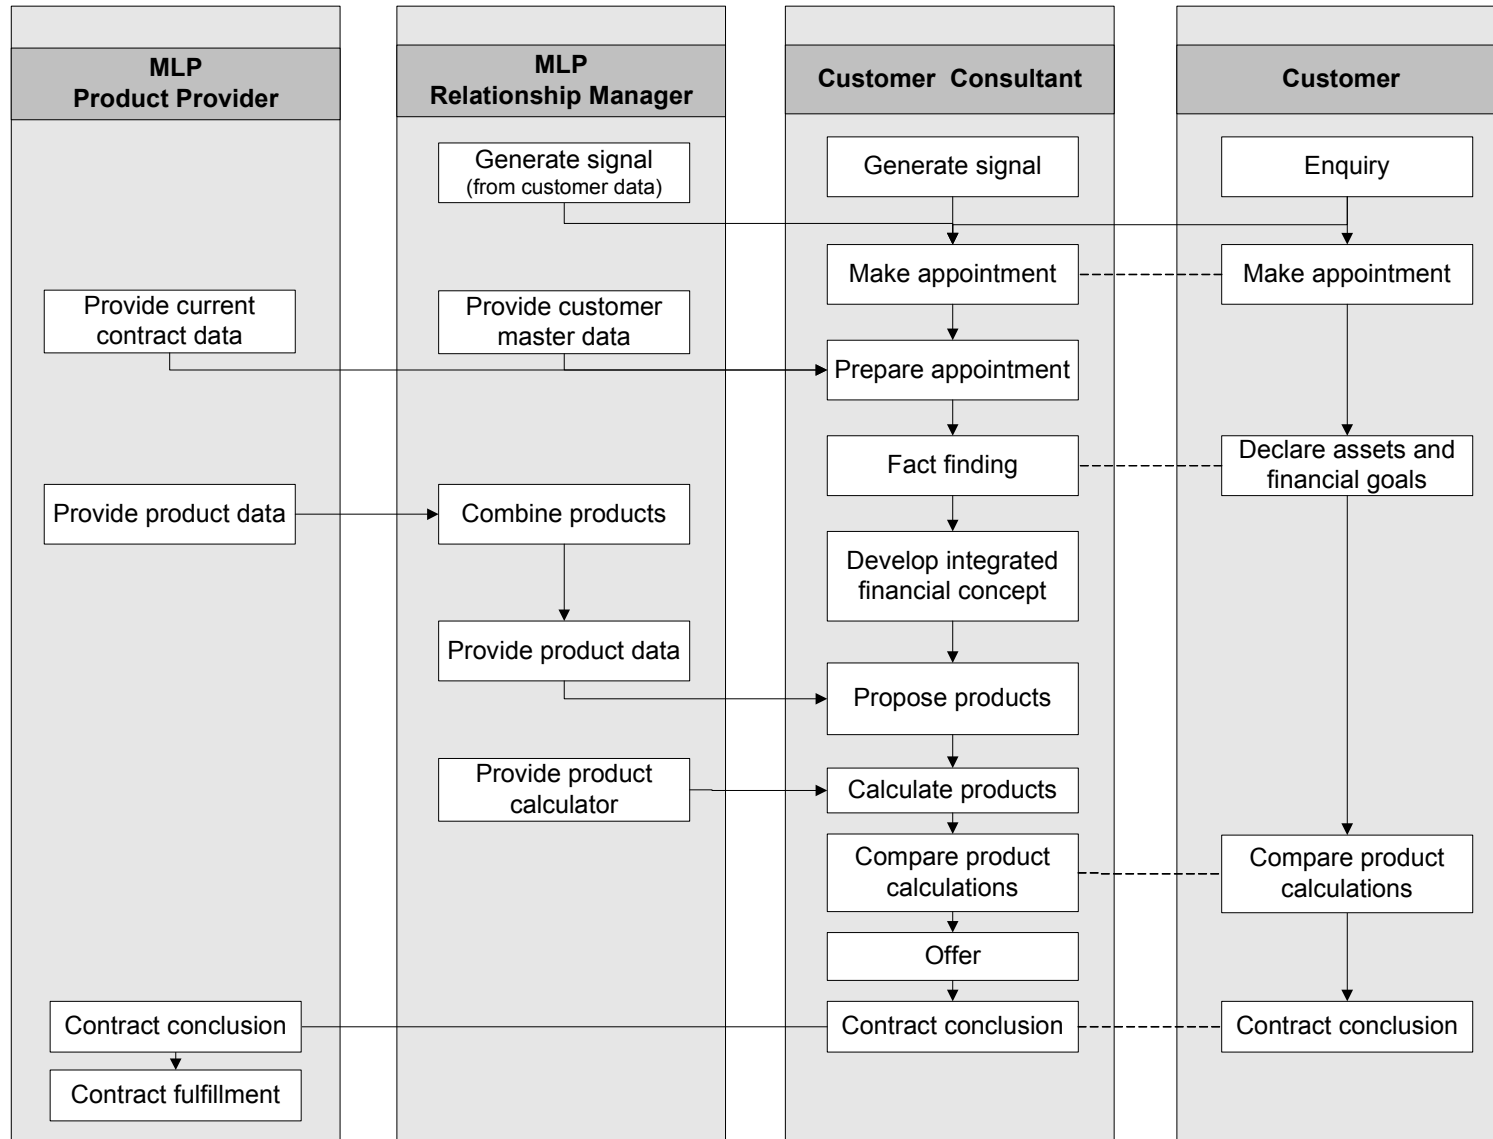 MLP
Product Provider
MLP
Relationship Manager
Customer Consultant
Customer
Generate signal
(from customer data)
Generate signal
Enquiry
Make appointment
Make appointment
Provide current
contract data
Provide customer
master data
Prepare appointment
Fact finding
Declare assets and
financial goals
Provide product data
Combine products
Develop integrated
financial concept
Provide product data
Propose products
Provide product
calculator
Calculate products
Compare product
calculations
Compare product
calculations
Offer
Contract conclusion
Contract conclusion
Contract conclusion
Contract fulfillment